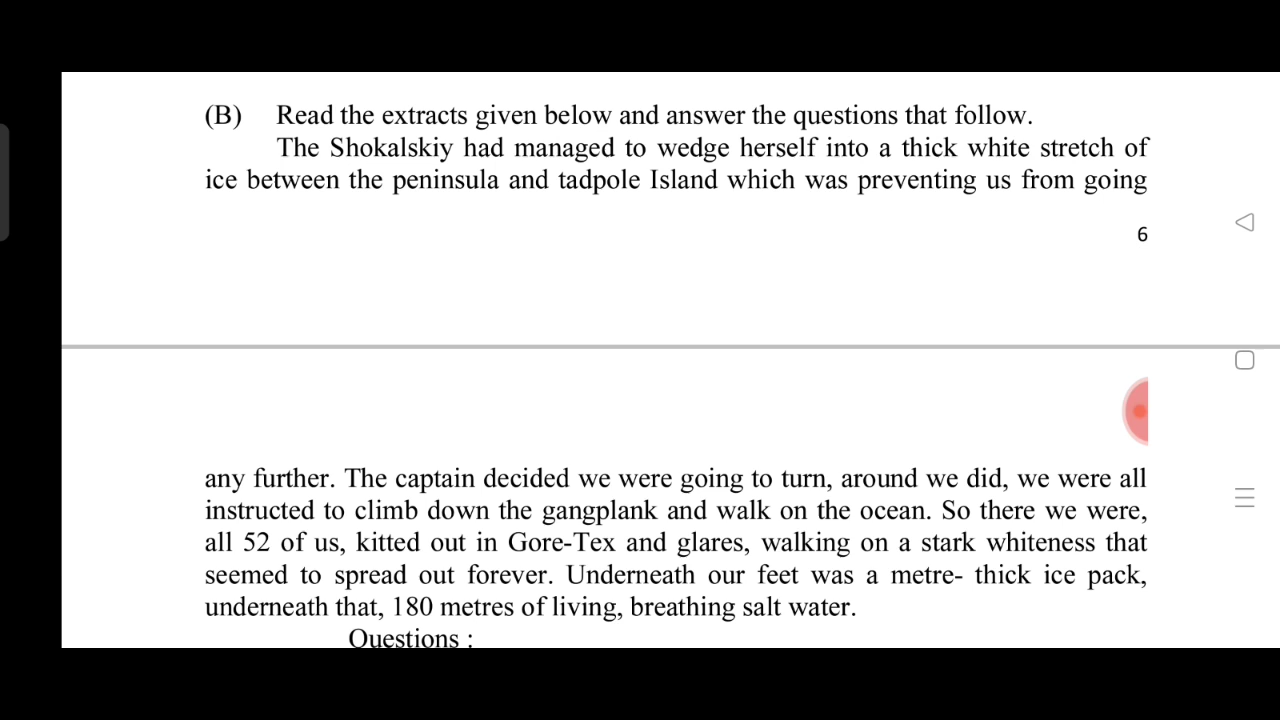 (B) Read the extracts given below and answer the questions that follow.
The Shokalskiy had managed to wedge herself into a thick white stretch of
ice between the peninsula and tadpole Island which was preventing us from going
6
any further. The captain decided we were going to turn, around we did, we were all
instructed to climb down the gangplank and walk on the ocean. So there we were,
all 52 of us, kitted out in Gore-Tex and glares, walking on a stark whiteness that
seemed to spread out forever. Underneath our feet was a metre- thick ice pack,
underneath that, 180 metres of living, breathing salt water.
Questions :